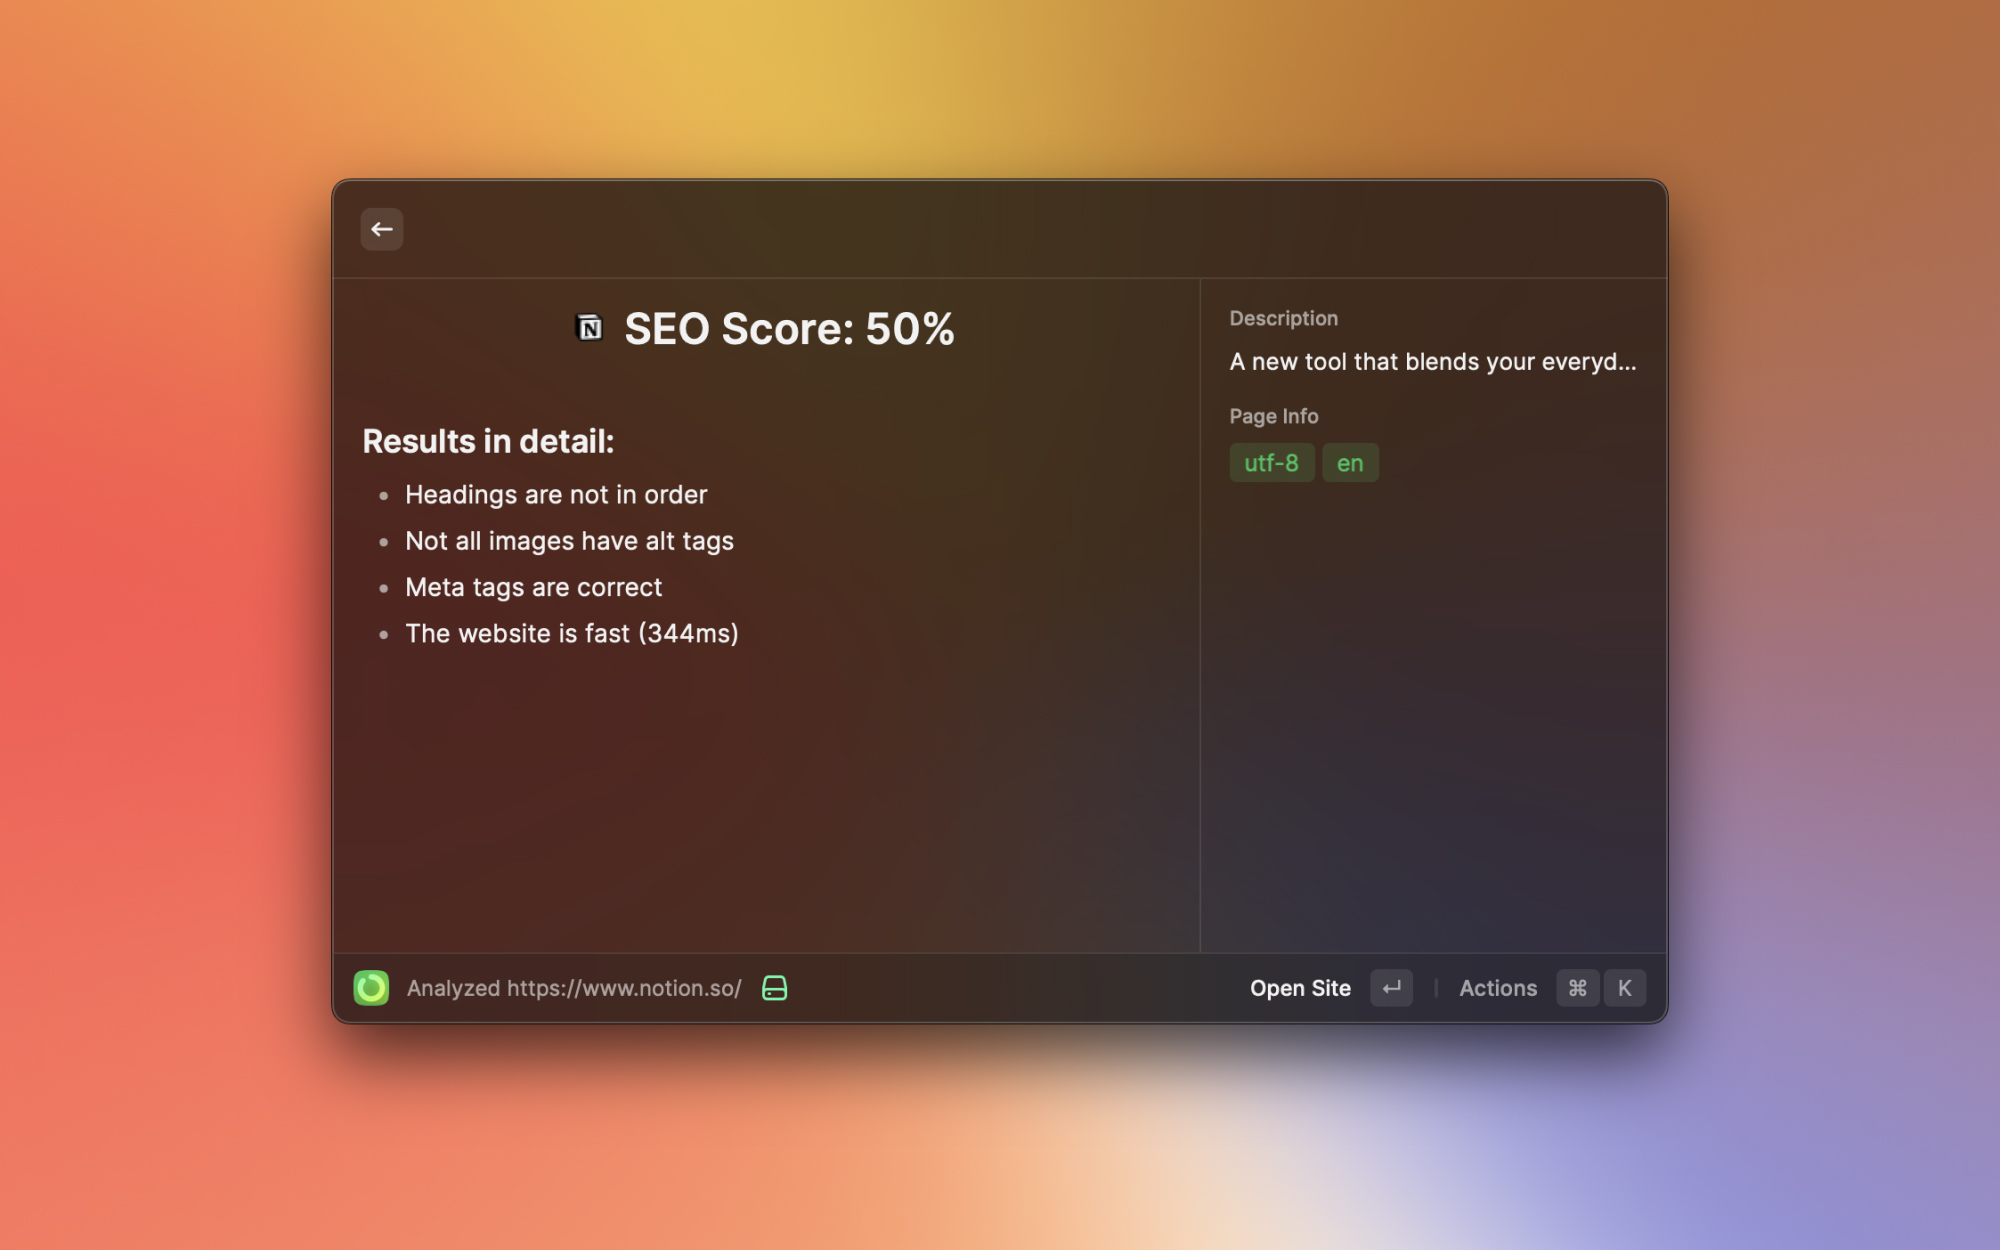 SEO Score: 50%
Results in detail:
• Headings are not in order
• Not all images have alt tags
• Meta tags are correct
• The website is fast (344ms)
Description
A new tool that blends your everyd...
Page Info
utf-8 en
Analyzed https://www.notion.so/
Open Site ↵ | Actions ⌘ K